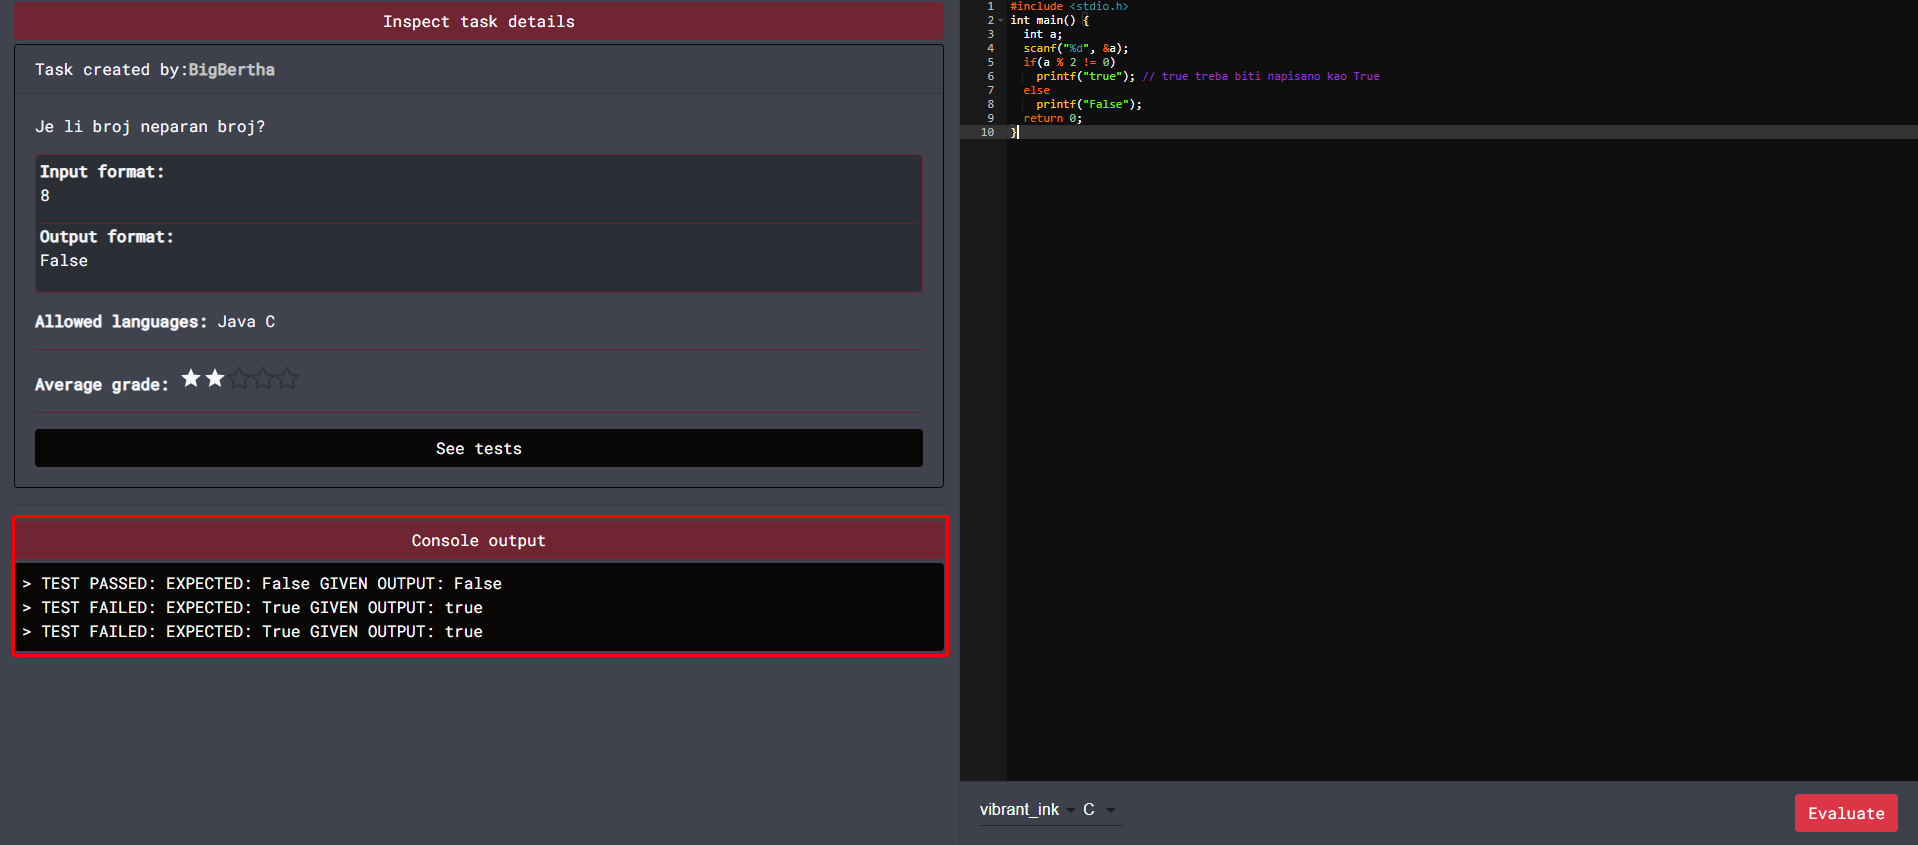 Inspect task details
Task created by:BigBertha
Je li broj neparan broj?
Input format:
8
Output format:
False
Allowed languages: Java C
Average grade:
See tests
Console output
> TEST PASSED: EXPECTED: False GIVEN OUTPUT: False
> TEST FAILED: EXPECTED: True GIVEN OUTPUT: true
> TEST FAILED: EXPECTED: True GIVEN OUTPUT: true
1 #include <stdio.h>
2 int main() {
3 int a;
4 scanf("%d", &a);
5 if(a % 2 != 0)
6 printf("true"); // true treba biti napisano kao True
7 else
8 printf("False");
9 return 0;
10 }
vibrant_ink C
Evaluate